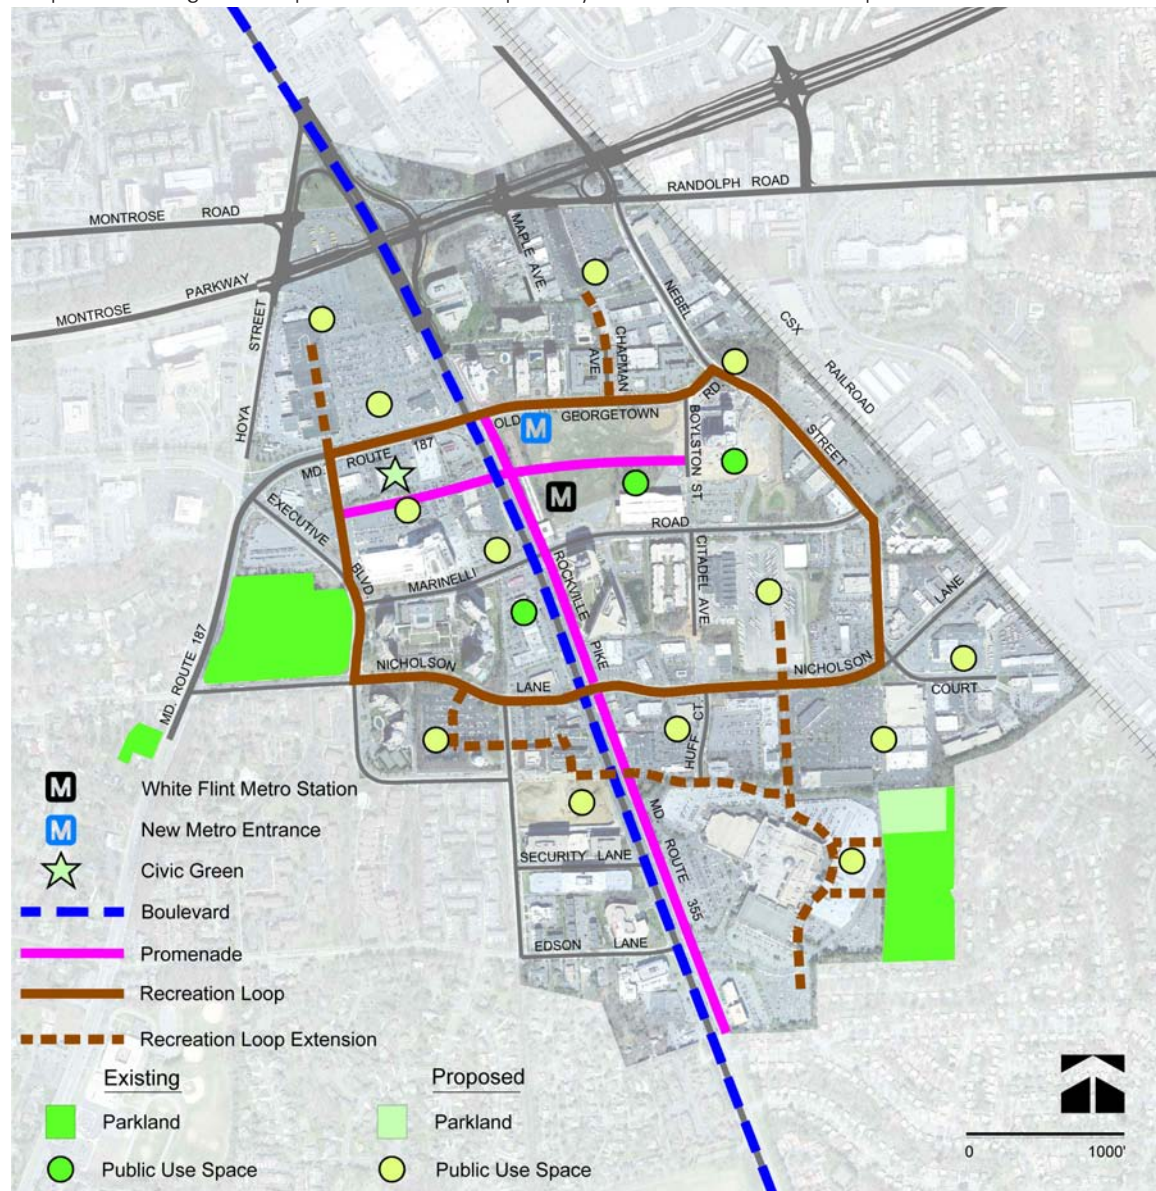 RANDOLPH ROAD
MONTROSE ROAD
MAPLE AVE.
MONTROSE PARKWAY
NEBEL
STREET
HOYA STREET
CSX RAILROAD
CHAPMAN AVE
OLD GEORGETOWN RD.
MD. ROUTE 187
BOYLSTON ST.
M
M
EXECUTIVE BLVD.
MARINELLI ROAD
ROCKVILLE PIKE
CITADEL AVE.
NICHOLSON LANE
NICHOLSON LANE
COURT
MD. ROUTE 187
HUFF CT
MD. ROUTE 355
SECURITY LANE
EDSON LANE
M White Flint Metro Station
M New Metro Entrance
Civic Green
Boulevard
Promenade
Recreation Loop
Recreation Loop Extension
Existing Proposed
Parkland Parkland
Public Use Space Public Use Space
0 1000'